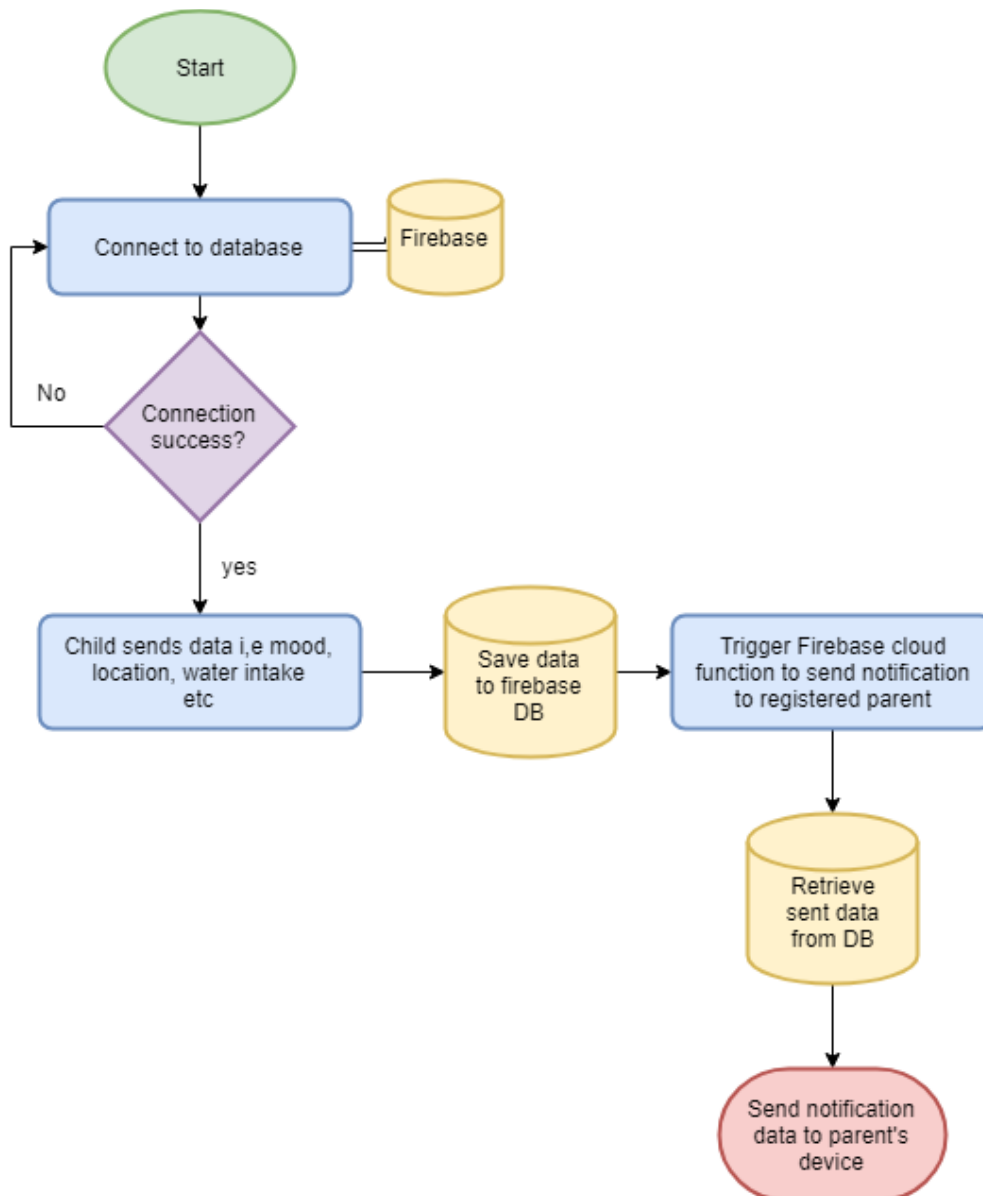 Start
Connect to database
Firebase
No
Connection
success?
yes
Child sends data i,e mood,
location, water intake
etc
Save data
to firebase
DB
Trigger Firebase cloud
function to send notification
to registered parent
Retrieve
sent data
from DB
Send notification
data to parent's
device